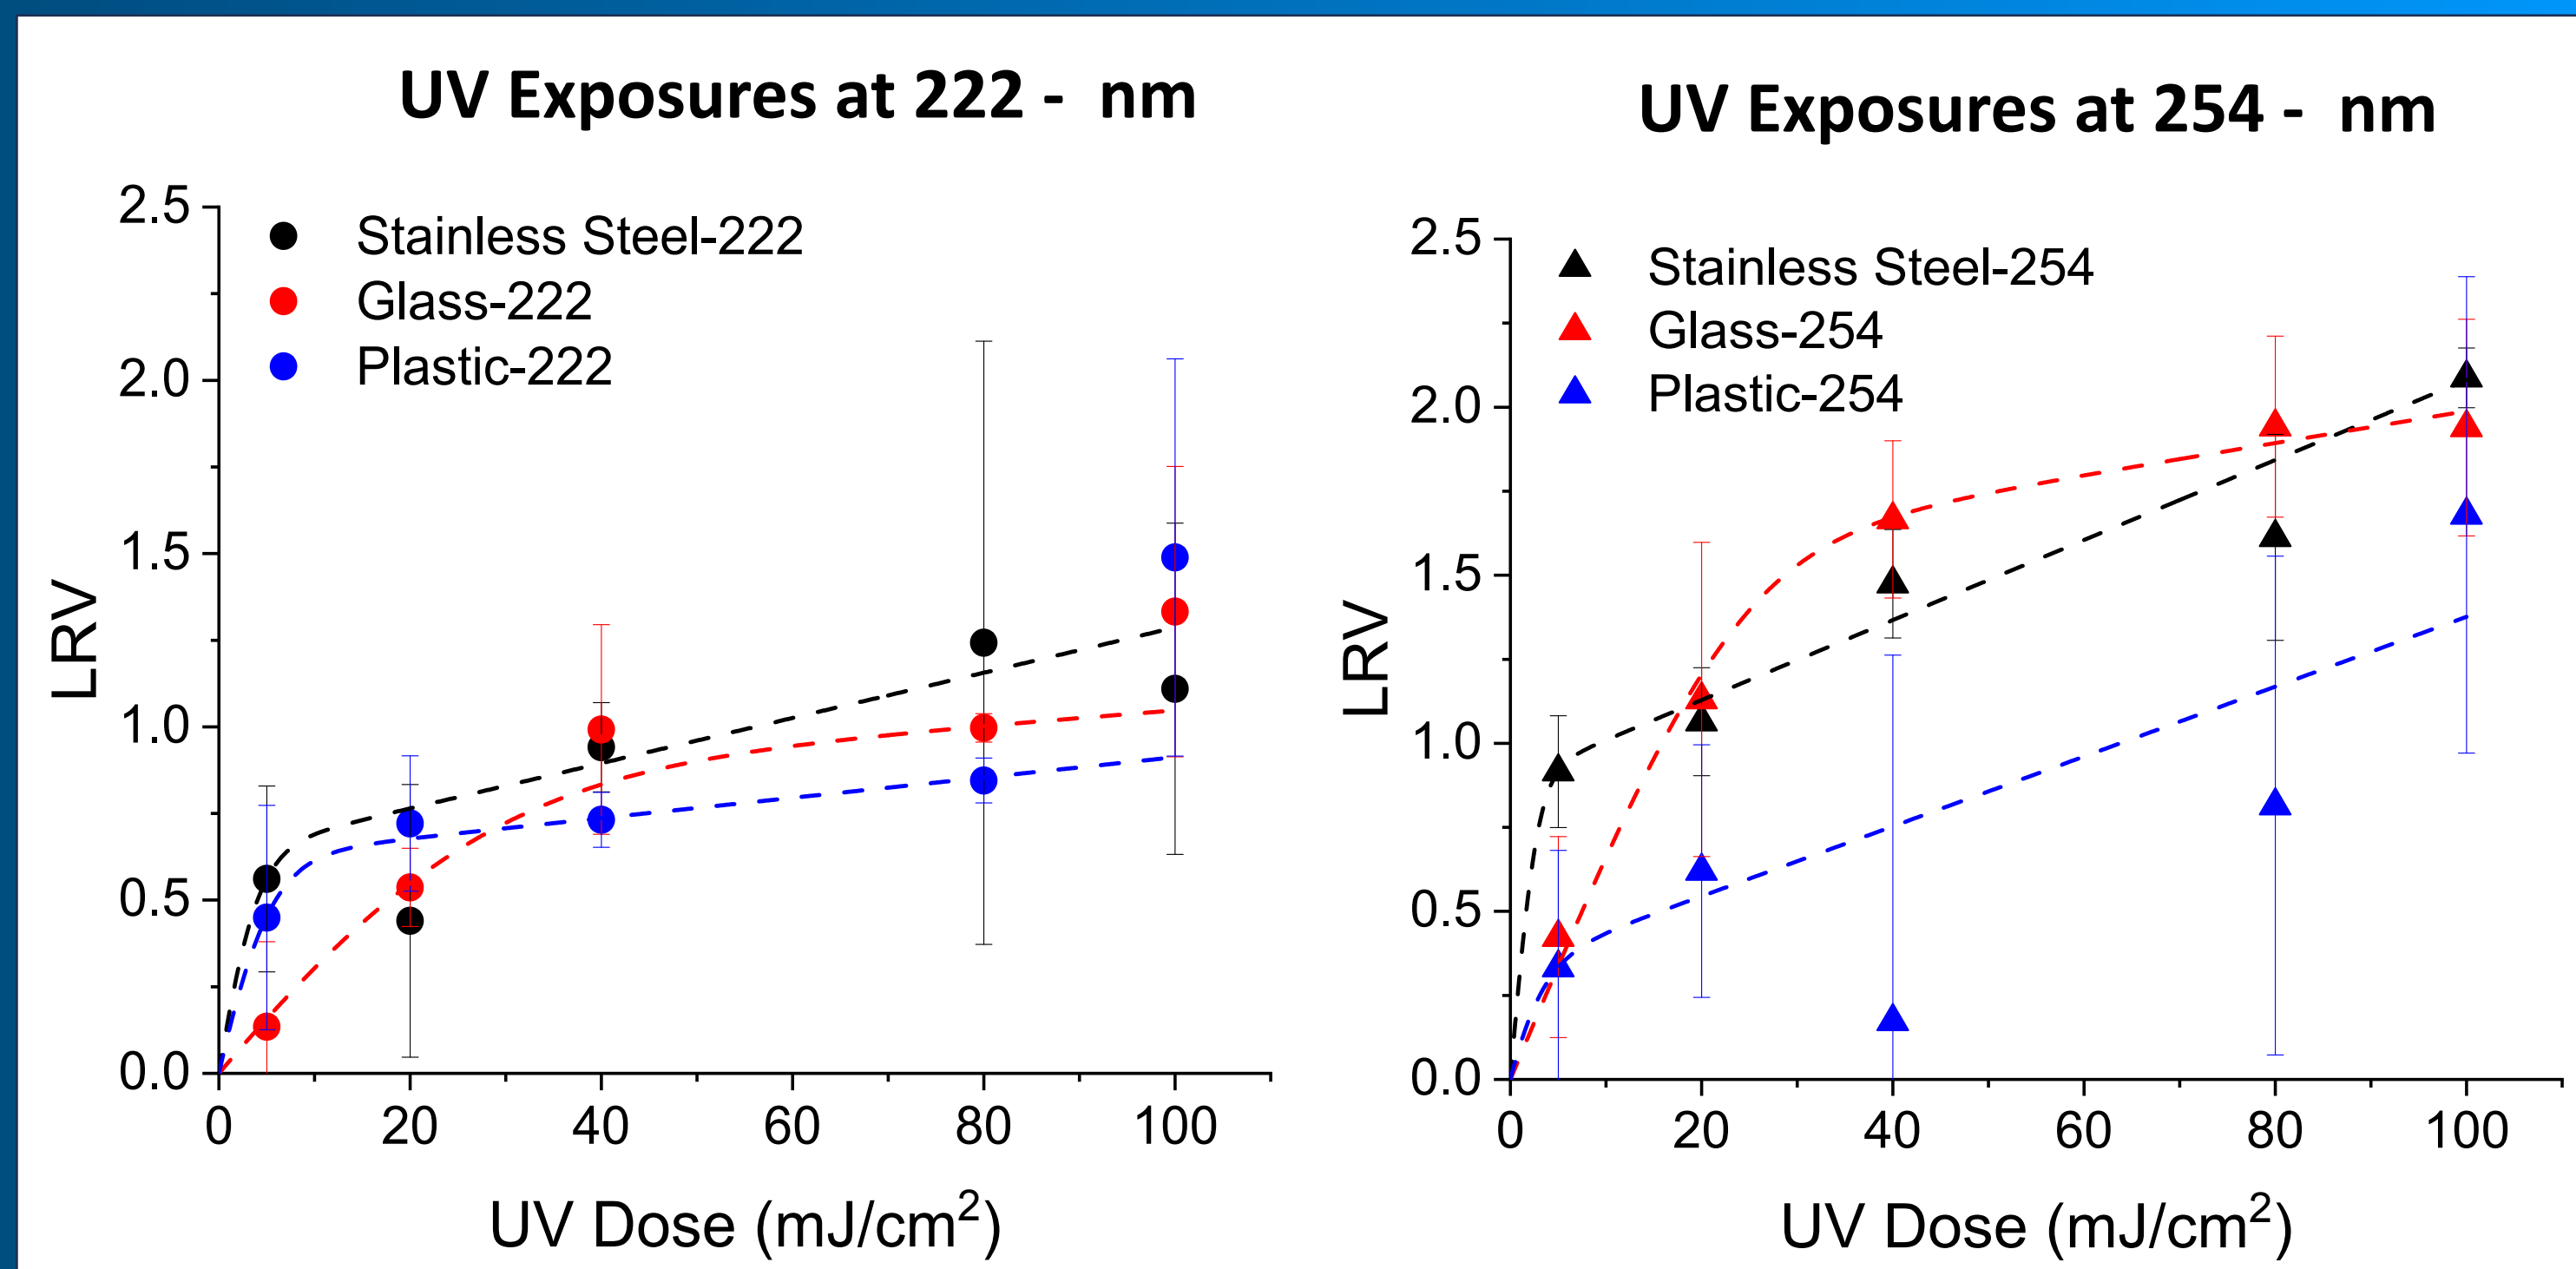 UV Exposures at 222 -  nm
2.5
2.0
1.5
1.0
0.5
0.0
LRV
Stainless Steel-222
Glass-222
Plastic-222
0 20 40 60 80 100
UV Dose (mJ/cm²)
UV Exposures at 254 -  nm
2.5
2.0
1.5
1.0
0.5
0.0
LRV
Stainless Steel-254
Glass-254
Plastic-254
0 20 40 60 80 100
UV Dose (mJ/cm²)